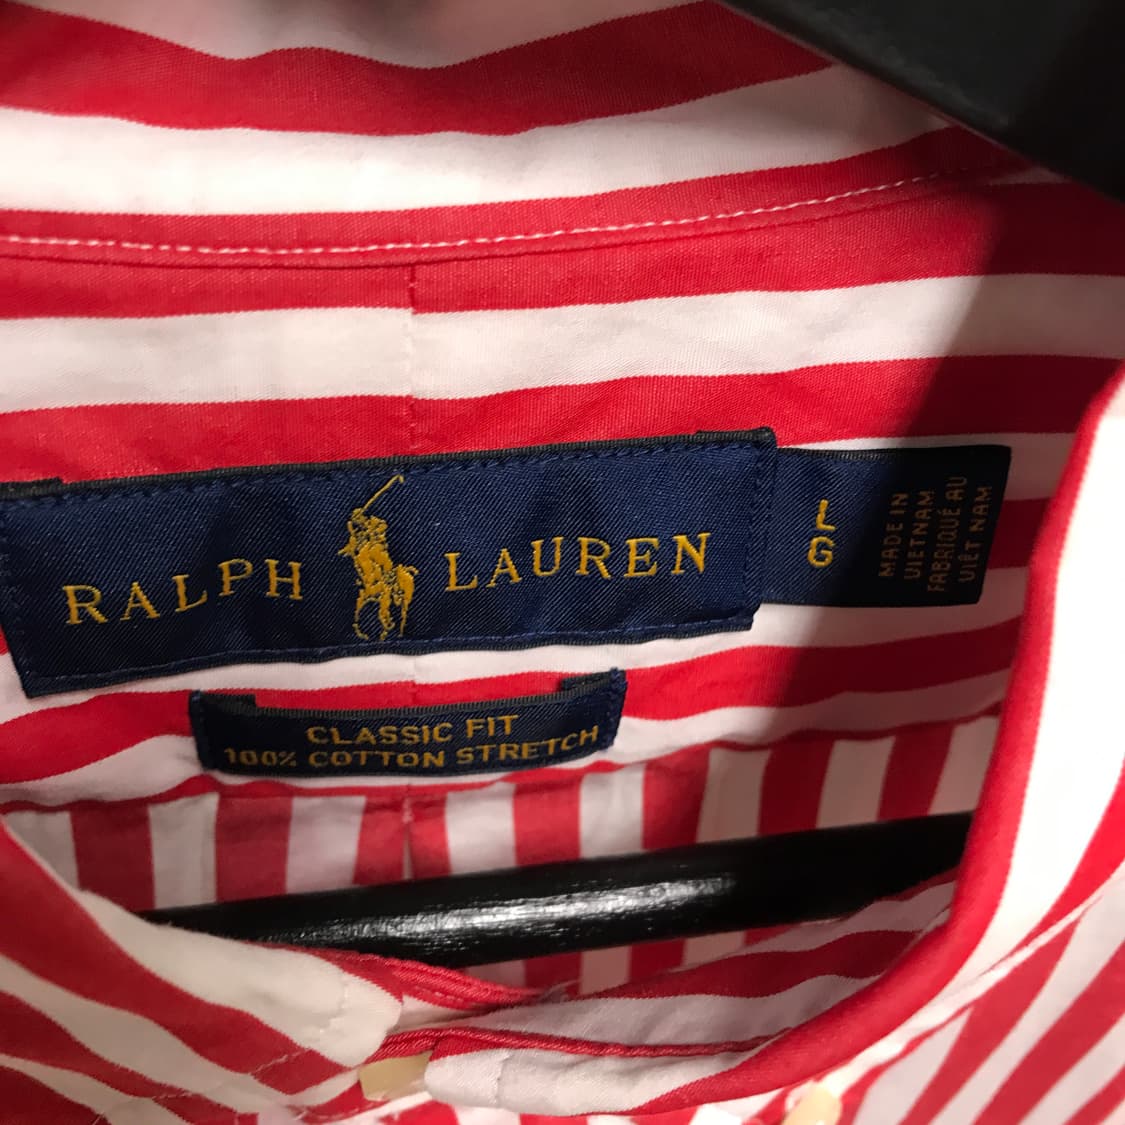 RALPH LAUREN
L
G
MADE IN
VIETNAM
FABRIQUÉ AU
VIÊT NAM
CLASSIC FIT
100% COTTON STRETCH